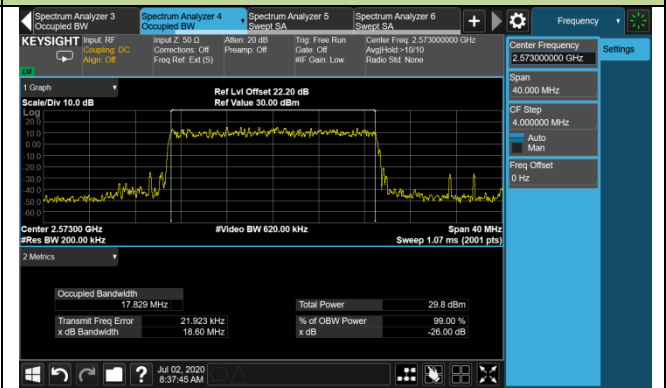 Spectrum Analyzer 3
Occupied BW
Spectrum Analyzer 4
Occupied BW
Spectrum Analyzer 5
Swept SA
Spectrum Analyzer 6
Swept SA
+
Frequency
KEYSIGHT
Input: RF
Coupling: DC
Align: Off
Input Z: 50 Ω
Corrections: Off
Freq Ref: Ext (S)
Atten: 20 dB
Preamp: Off
Trig: Free Run
Gate: Off
#IF Gain: Low
Center Freq: 2.573000000 GHz
Avg|Hold:>10/10
Radio Std: None
Center Frequency
2.573000000 GHz
Settings
Span
40.000 MHz
CF Step
4.000000 MHz
Auto
Man
Freq Offset
0 Hz
1 Graph
Scale/Div 10.0 dB
Ref Lvl Offset 22.20 dB
Ref Value 30.00 dBm
Log
20.0
10.0
0.00
-10.0
-20.0
-30.0
-40.0
-50.0
-60.0
Center 2.57300 GHz
#Video BW 620.00 kHz
Span 40 MHz
#Res BW 200.00 kHz
Sweep 1.07 ms (2001 pts)
2 Metrics
Occupied Bandwidth
17.829 MHz
Total Power 29.8 dBm
Transmit Freq Error 21.923 kHz
% of OBW Power 99.00 %
x dB Bandwidth 18.60 MHz
x dB -26.00 dB
?
Jul 02, 2020
8:37:45 AM